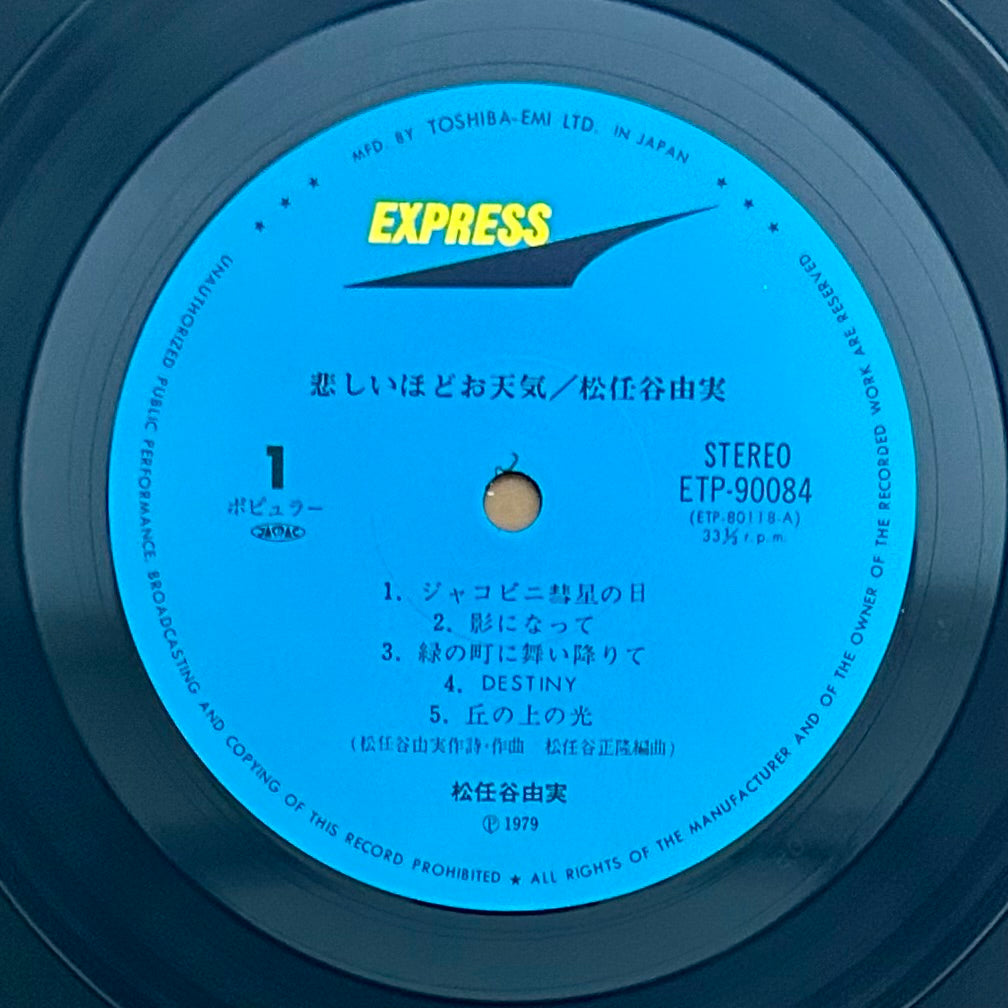 MFD. BY TOSHIBA-EMI LTD. IN JAPAN
EXPRESS
悲しいほどお天気／松任谷由実
1
ポピュラー
JASRAC
STEREO
ETP-90084
(ETP-80118-A)
33⅓ r.p.m.
1. ジャコビニ彗星の日
2. 影になって
3. 緑の町に舞い降りて
4. DESTINY
5. 丘の上の光
(松任谷由実作詩・作曲　松任谷正隆編曲)
松任谷由実
Ⓟ 1979
UNAUTHORIZED PUBLIC PERFORMANCE, BROADCASTING AND COPYING OF THIS RECORD PROHIBITED ★ ALL RIGHTS OF THE MANUFACTURER AND OF THE OWNER OF THE RECORDED WORK ARE RESERVED